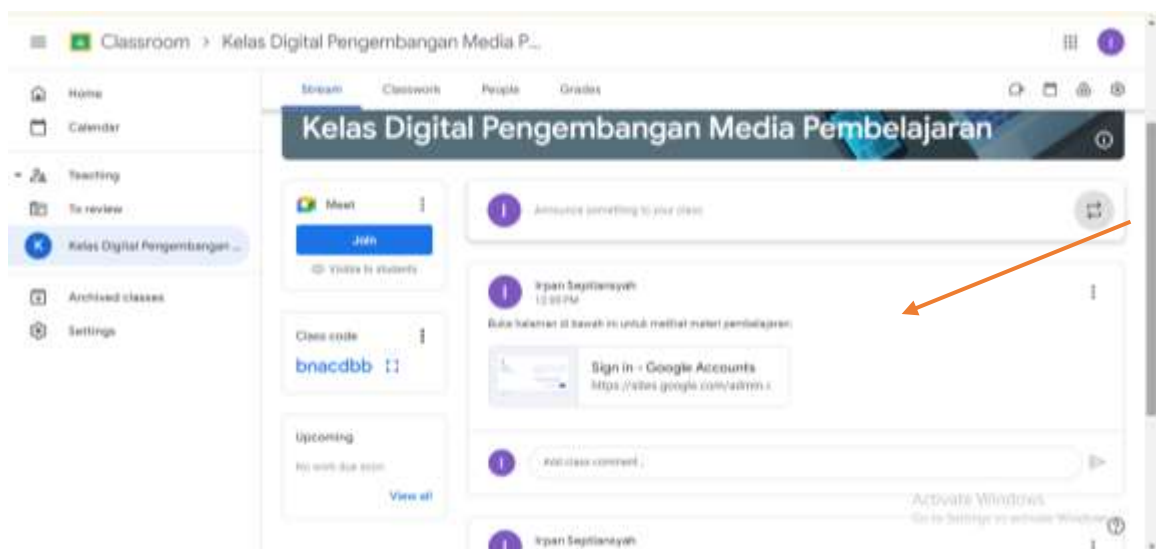 Classroom > Kelas Digital Pengembangan Media P...
I
Home
Calendar
Teaching
To review
K Kelas Digital Pengembangan ...
Archived classes
Settings
Stream Classwork People Grades
Kelas Digital Pengembangan Media Pembelajaran
Meet
Join
Visible to students
Class code
bnacdbb
Upcoming
No work due soon
View all
I Announce something to your class
I Irpan Septiansyah
PM
Buka halaman di bawah ini untuk melihat materi pembelajaran:
Sign in - Google Accounts
https://sites.google.com/admin.
I Add class comment...
Activate Windows
Go to Settings to activate Windows.
I Irpan Septiansyah